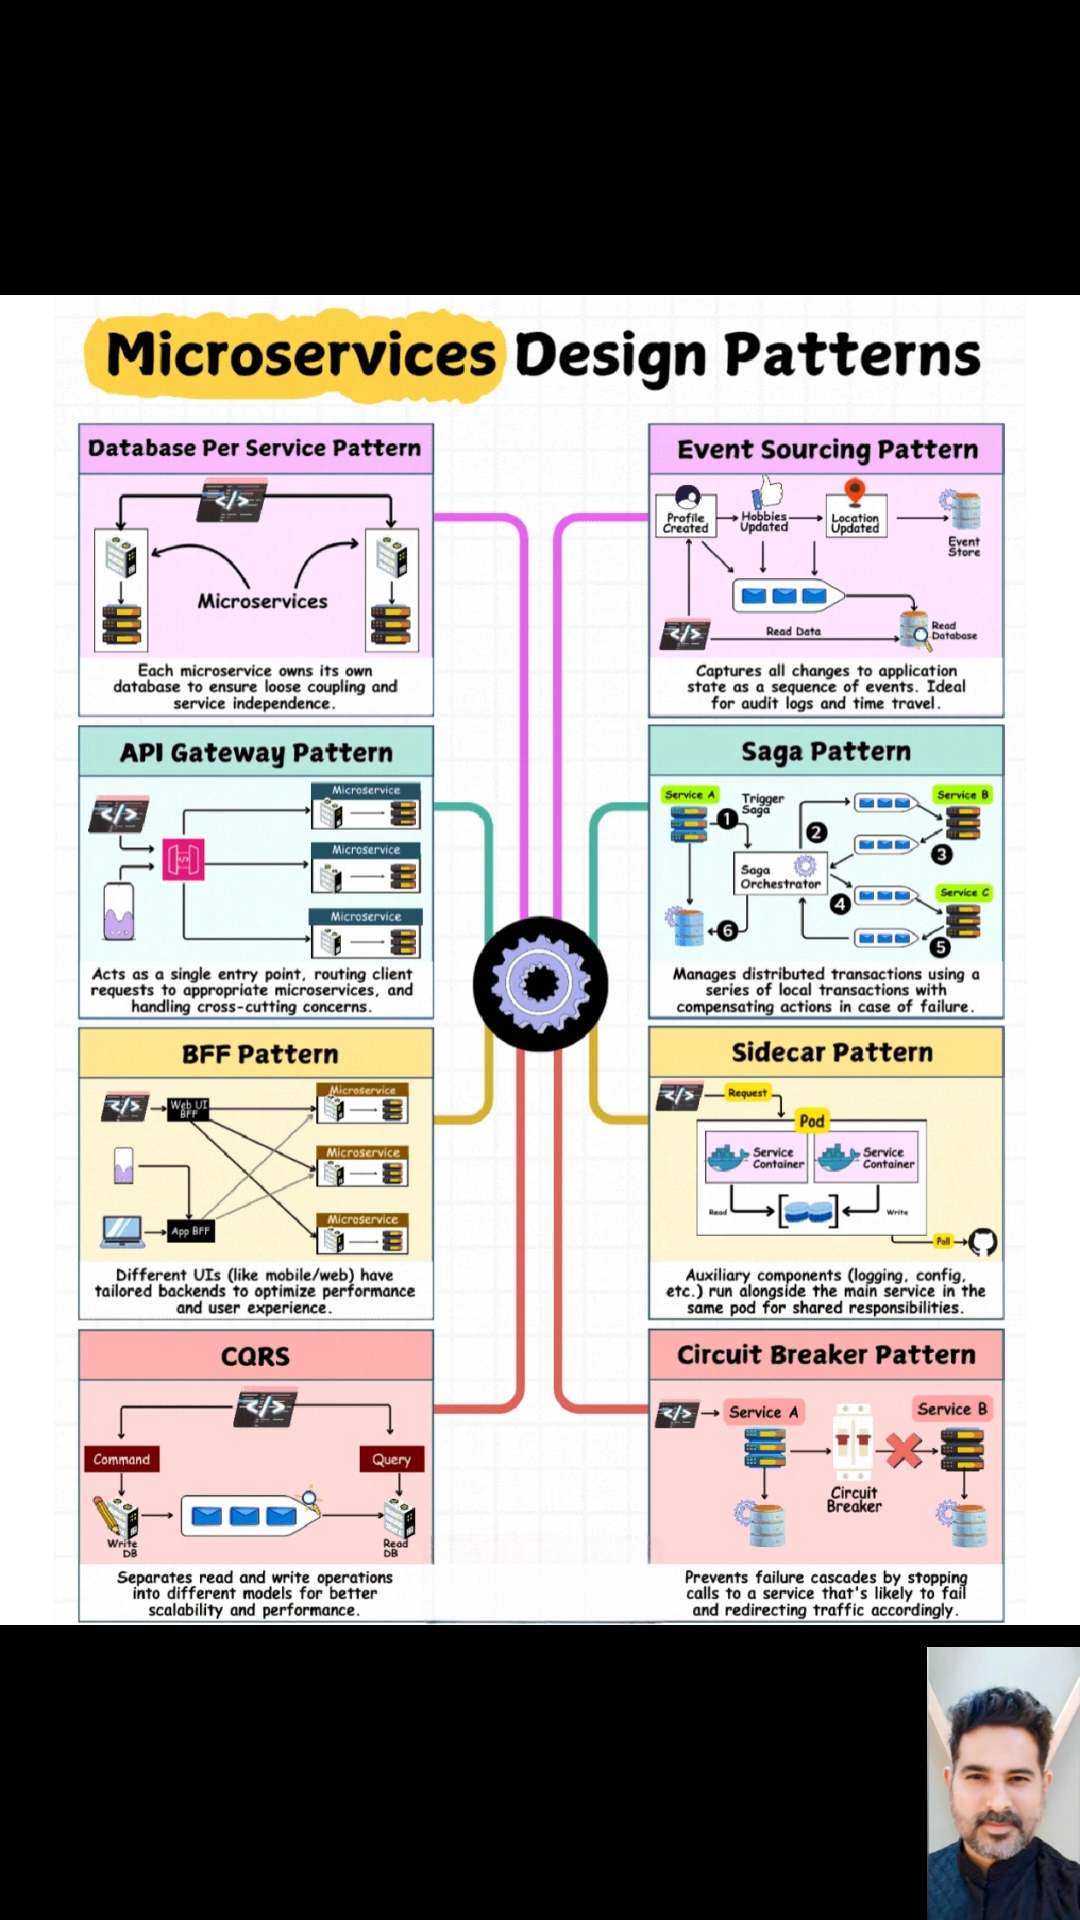 Microservices Design Patterns
Database Per Service Pattern
Microservices
Each microservice owns its own
database to ensure loose coupling and
service independence.
Event Sourcing Pattern
Profile
Created
Hobbies
Updated
Location
Updated
Event
Store
Read Data
Read
Database
Captures all changes to application
state as a sequence of events. Ideal
for audit logs and time travel.
API Gateway Pattern
Microservice
Microservice
Microservice
Acts as a single entry point, routing client
requests to appropriate microservices, and
handling cross-cutting concerns.
Saga Pattern
Service A
Trigger
Saga
Service B
1
2
3
Saga
Orchestrator
4
Service C
5
6
Manages distributed transactions using a
series of local transactions with
compensating actions in case of failure.
BFF Pattern
Web UI
BFF
Microservice
Microservice
App BFF
Microservice
Different UIs (like mobile/web) have
tailored backends to optimize performance
and user experience.
Sidecar Pattern
Request
Pod
Service
Container
Service
Container
Read
Write
Poll
Auxiliary components (logging, config,
etc.) run alongside the main service in the
same pod for shared responsibilities.
CQRS
Command
Query
Write
DB
Read
DB
Separates read and write operations
into different models for better
scalability and performance.
Circuit Breaker Pattern
Service A
Service B
Circuit
Breaker
Prevents failure cascades by stopping
calls to a service that's likely to fail
and redirecting traffic accordingly.